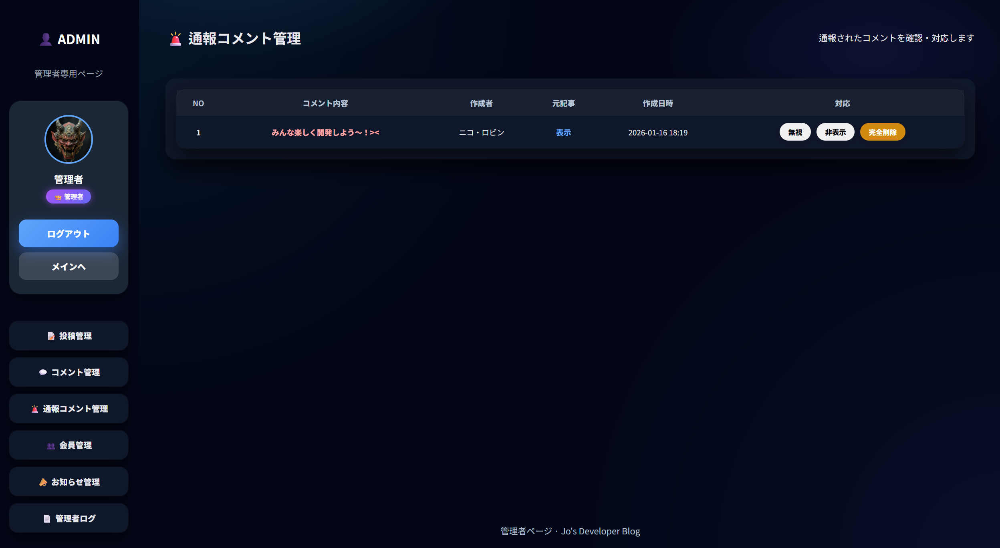 ADMIN
管理者専用ページ
管理者
管理者
ログアウト
メインへ
投稿管理
コメント管理
通報コメント管理
会員管理
お知らせ管理
管理者ログ
通報コメント管理
通報されたコメントを確認・対応します
NO コメント内容 作成者 元記事 作成日時 対応
1 みんな楽しく開発しよう～！>< ニコ・ロビン 表示 2026-01-16 18:19 無視 非表示 完全削除
管理者ページ · Jo's Developer Blog